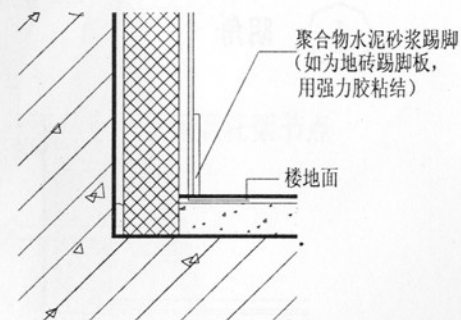 聚合物水泥砂浆踢脚
（如为地砖踢脚板，
用强力胶粘结）
楼地面